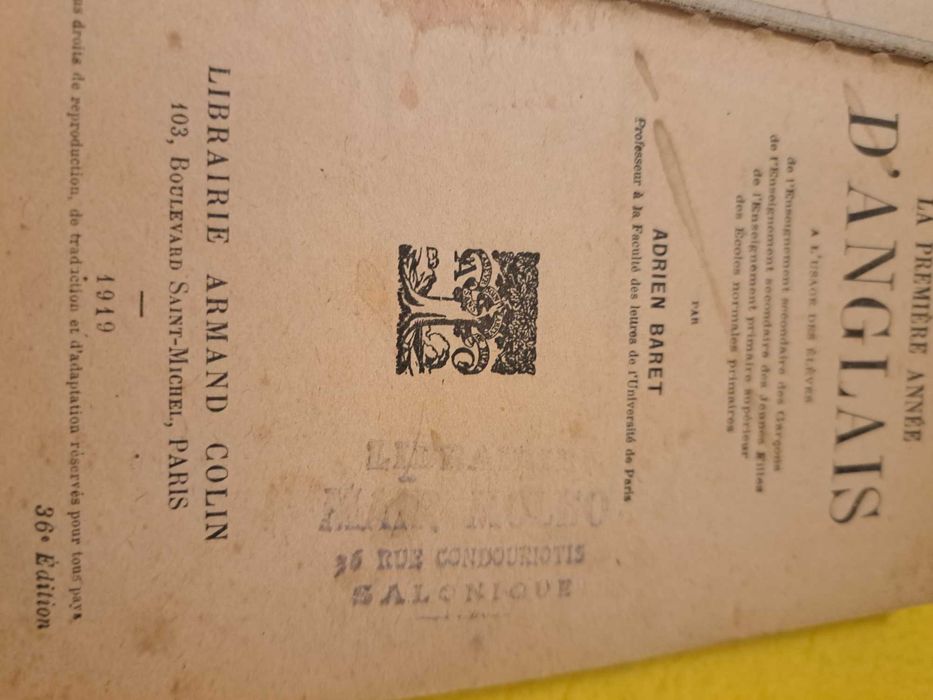 LA PREMIÈRE ANNÉE
D'ANGLAIS
A L'USAGE DES ÉLÈVES
de l'Enseignement secondaire des Garçons
de l'Enseignement secondaire des Jeunes Filles
de l'Enseignement primaire supérieur
des Écoles normales primaires
PAR
ADRIEN BARET
Professeur à la Faculté des lettres de l'Université de Paris
A C
36 RUE CONDOURIOTIS
SALONIQUE
LIBRAIRIE ARMAND COLIN
103, BOULEVARD SAINT-MICHEL, PARIS
1919
droits de reproduction, de traduction et d'adaptation réservés pour tous pays.
36e Édition